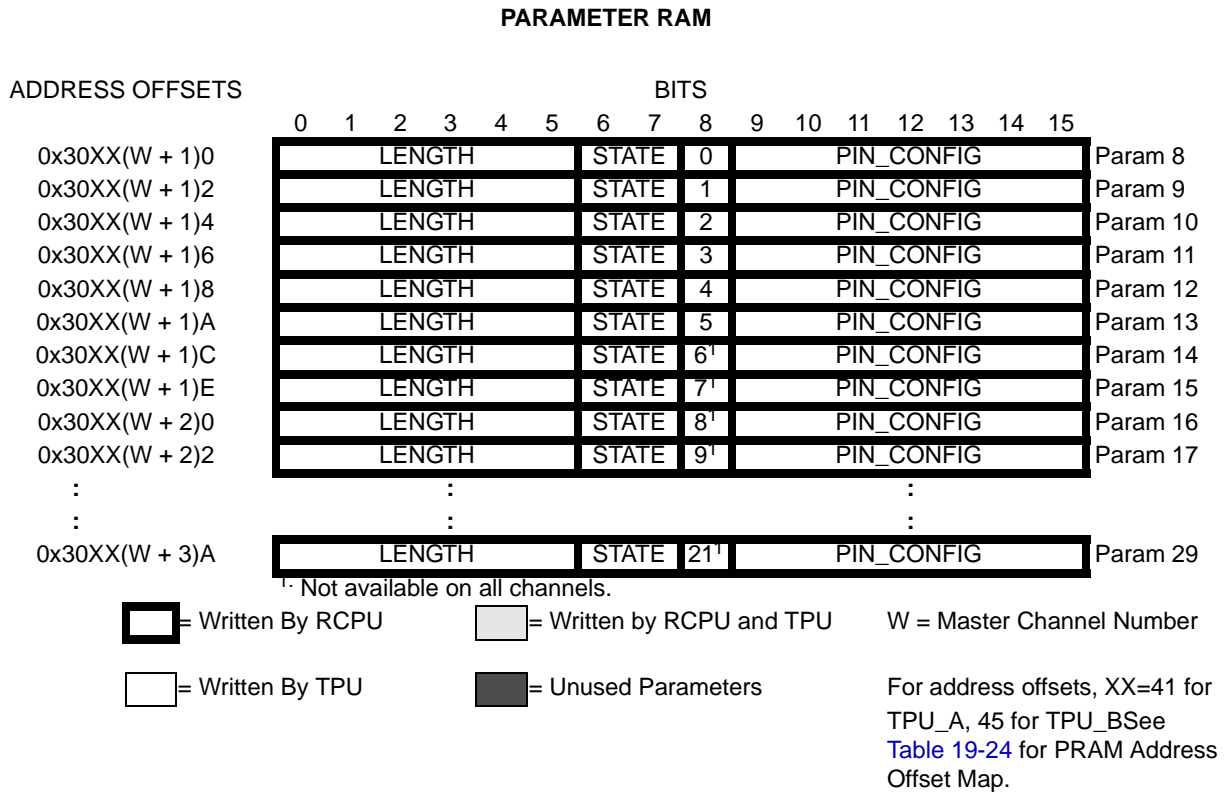 PARAMETER RAM
ADDRESS OFFSETS BITS
0 1 2 3 4 5 6 7 8 9 10 11 12 13 14 15
0x30XX(W + 1)0 LENGTH STATE 0 PIN_CONFIG Param 8
0x30XX(W + 1)2 LENGTH STATE 1 PIN_CONFIG Param 9
0x30XX(W + 1)4 LENGTH STATE 2 PIN_CONFIG Param 10
0x30XX(W + 1)6 LENGTH STATE 3 PIN_CONFIG Param 11
0x30XX(W + 1)8 LENGTH STATE 4 PIN_CONFIG Param 12
0x30XX(W + 1)A LENGTH STATE 5 PIN_CONFIG Param 13
0x30XX(W + 1)C LENGTH STATE 6¹ PIN_CONFIG Param 14
0x30XX(W + 1)E LENGTH STATE 7¹ PIN_CONFIG Param 15
0x30XX(W + 2)0 LENGTH STATE 8¹ PIN_CONFIG Param 16
0x30XX(W + 2)2 LENGTH STATE 9¹ PIN_CONFIG Param 17
: : :
: : :
0x30XX(W + 3)A LENGTH STATE 21¹ PIN_CONFIG Param 29
1. Not available on all channels.
= Written By RCPU = Written by RCPU and TPU W = Master Channel Number
= Written By TPU = Unused Parameters For address offsets, XX=41 for
TPU_A, 45 for TPU_BSee
Table 19-24 for PRAM Address
Offset Map.